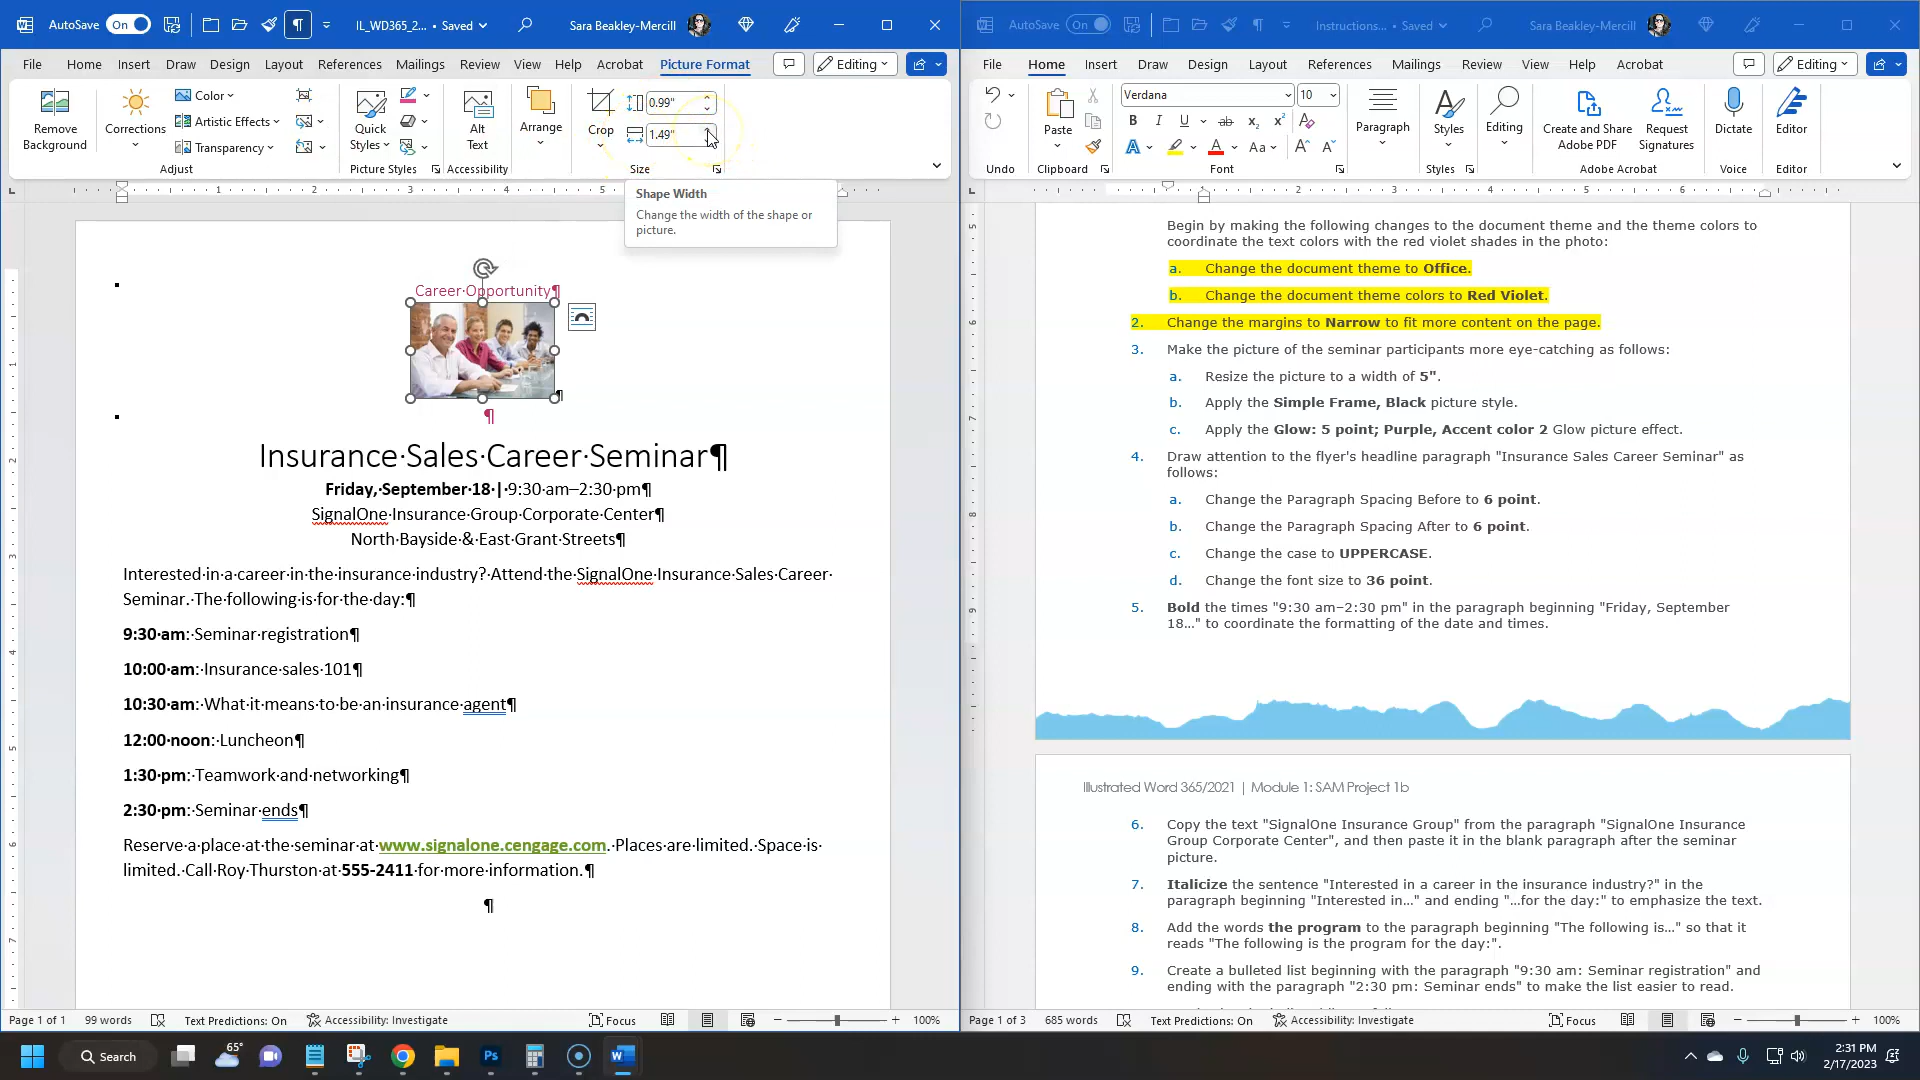 AutoSave On IL_WD365_2... • Saved Sara Beakley-Mercill
File Home Insert Draw Design Layout References Mailings Review View Help Acrobat Picture Format Editing
Remove Background
Corrections
Color
Artistic Effects
Transparency
Adjust
Quick Styles
Picture Styles
Alt Text
Accessibility
Arrange
Crop
0.99"
1.49"
Size
Shape Width
Change the width of the shape or
picture.
Career·Opportunity¶
¶
¶
Insurance·Sales·Career·Seminar¶
Friday,·September·18·|·9:30·am–2:30·pm¶
SignalOne·Insurance·Group·Corporate·Center¶
North·Bayside·&·East·Grant·Streets¶
Interested·in·a·career·in·the·insurance·industry?·Attend·the·SignalOne·Insurance·Sales·Career·
Seminar.·The·following·is·for·the·day:¶
9:30·am:·Seminar·registration¶
10:00·am:·Insurance·sales·101¶
10:30·am:·What·it·means·to·be·an·insurance·agent¶
12:00·noon:·Luncheon¶
1:30·pm:·Teamwork·and·networking¶
2:30·pm:·Seminar·ends¶
Reserve·a·place·at·the·seminar·at·www.signalone.cengage.com.·Places·are·limited.·Space·is·
limited.·Call·Roy·Thurston·at·555-2411·for·more·information.¶
¶
Page 1 of 1 99 words Text Predictions: On Accessibility: Investigate Focus 100%
AutoSave On Instructions... • Saved Sara Beakley-Mercill
File Home Insert Draw Design Layout References Mailings Review View Help Acrobat Editing
Undo
Paste
Clipboard
Verdana 10
B I U ab x₂ x²
A A Aa A A
Font
Paragraph
Styles
Styles
Editing
Create and Share Adobe PDF
Request Signatures
Adobe Acrobat
Dictate
Voice
Editor
Editor
Begin by making the following changes to the document theme and the theme colors to
coordinate the text colors with the red violet shades in the photo:
a. Change the document theme to Office.
b. Change the document theme colors to Red Violet.
2. Change the margins to Narrow to fit more content on the page.
3. Make the picture of the seminar participants more eye-catching as follows:
a. Resize the picture to a width of 5".
b. Apply the Simple Frame, Black picture style.
c. Apply the Glow: 5 point; Purple, Accent color 2 Glow picture effect.
4. Draw attention to the flyer's headline paragraph "Insurance Sales Career Seminar" as
follows:
a. Change the Paragraph Spacing Before to 6 point.
b. Change the Paragraph Spacing After to 6 point.
c. Change the case to UPPERCASE.
d. Change the font size to 36 point.
5. Bold the times "9:30 am–2:30 pm" in the paragraph beginning "Friday, September
18..." to coordinate the formatting of the date and times.
Illustrated Word 365/2021 | Module 1: SAM Project 1b
6. Copy the text "SignalOne Insurance Group" from the paragraph "SignalOne Insurance
Group Corporate Center", and then paste it in the blank paragraph after the seminar
picture.
7. Italicize the sentence "Interested in a career in the insurance industry?" in the
paragraph beginning "Interested in..." and ending "...for the day:" to emphasize the text.
8. Add the words the program to the paragraph beginning "The following is..." so that it
reads "The following is the program for the day:".
9. Create a bulleted list beginning with the paragraph "9:30 am: Seminar registration" and
ending with the paragraph "2:30 pm: Seminar ends" to make the list easier to read.
Page 1 of 3 685 words Text Predictions: On Accessibility: Investigate Focus 100%
Search 65° Ps W 2:31 PM
2/17/2023